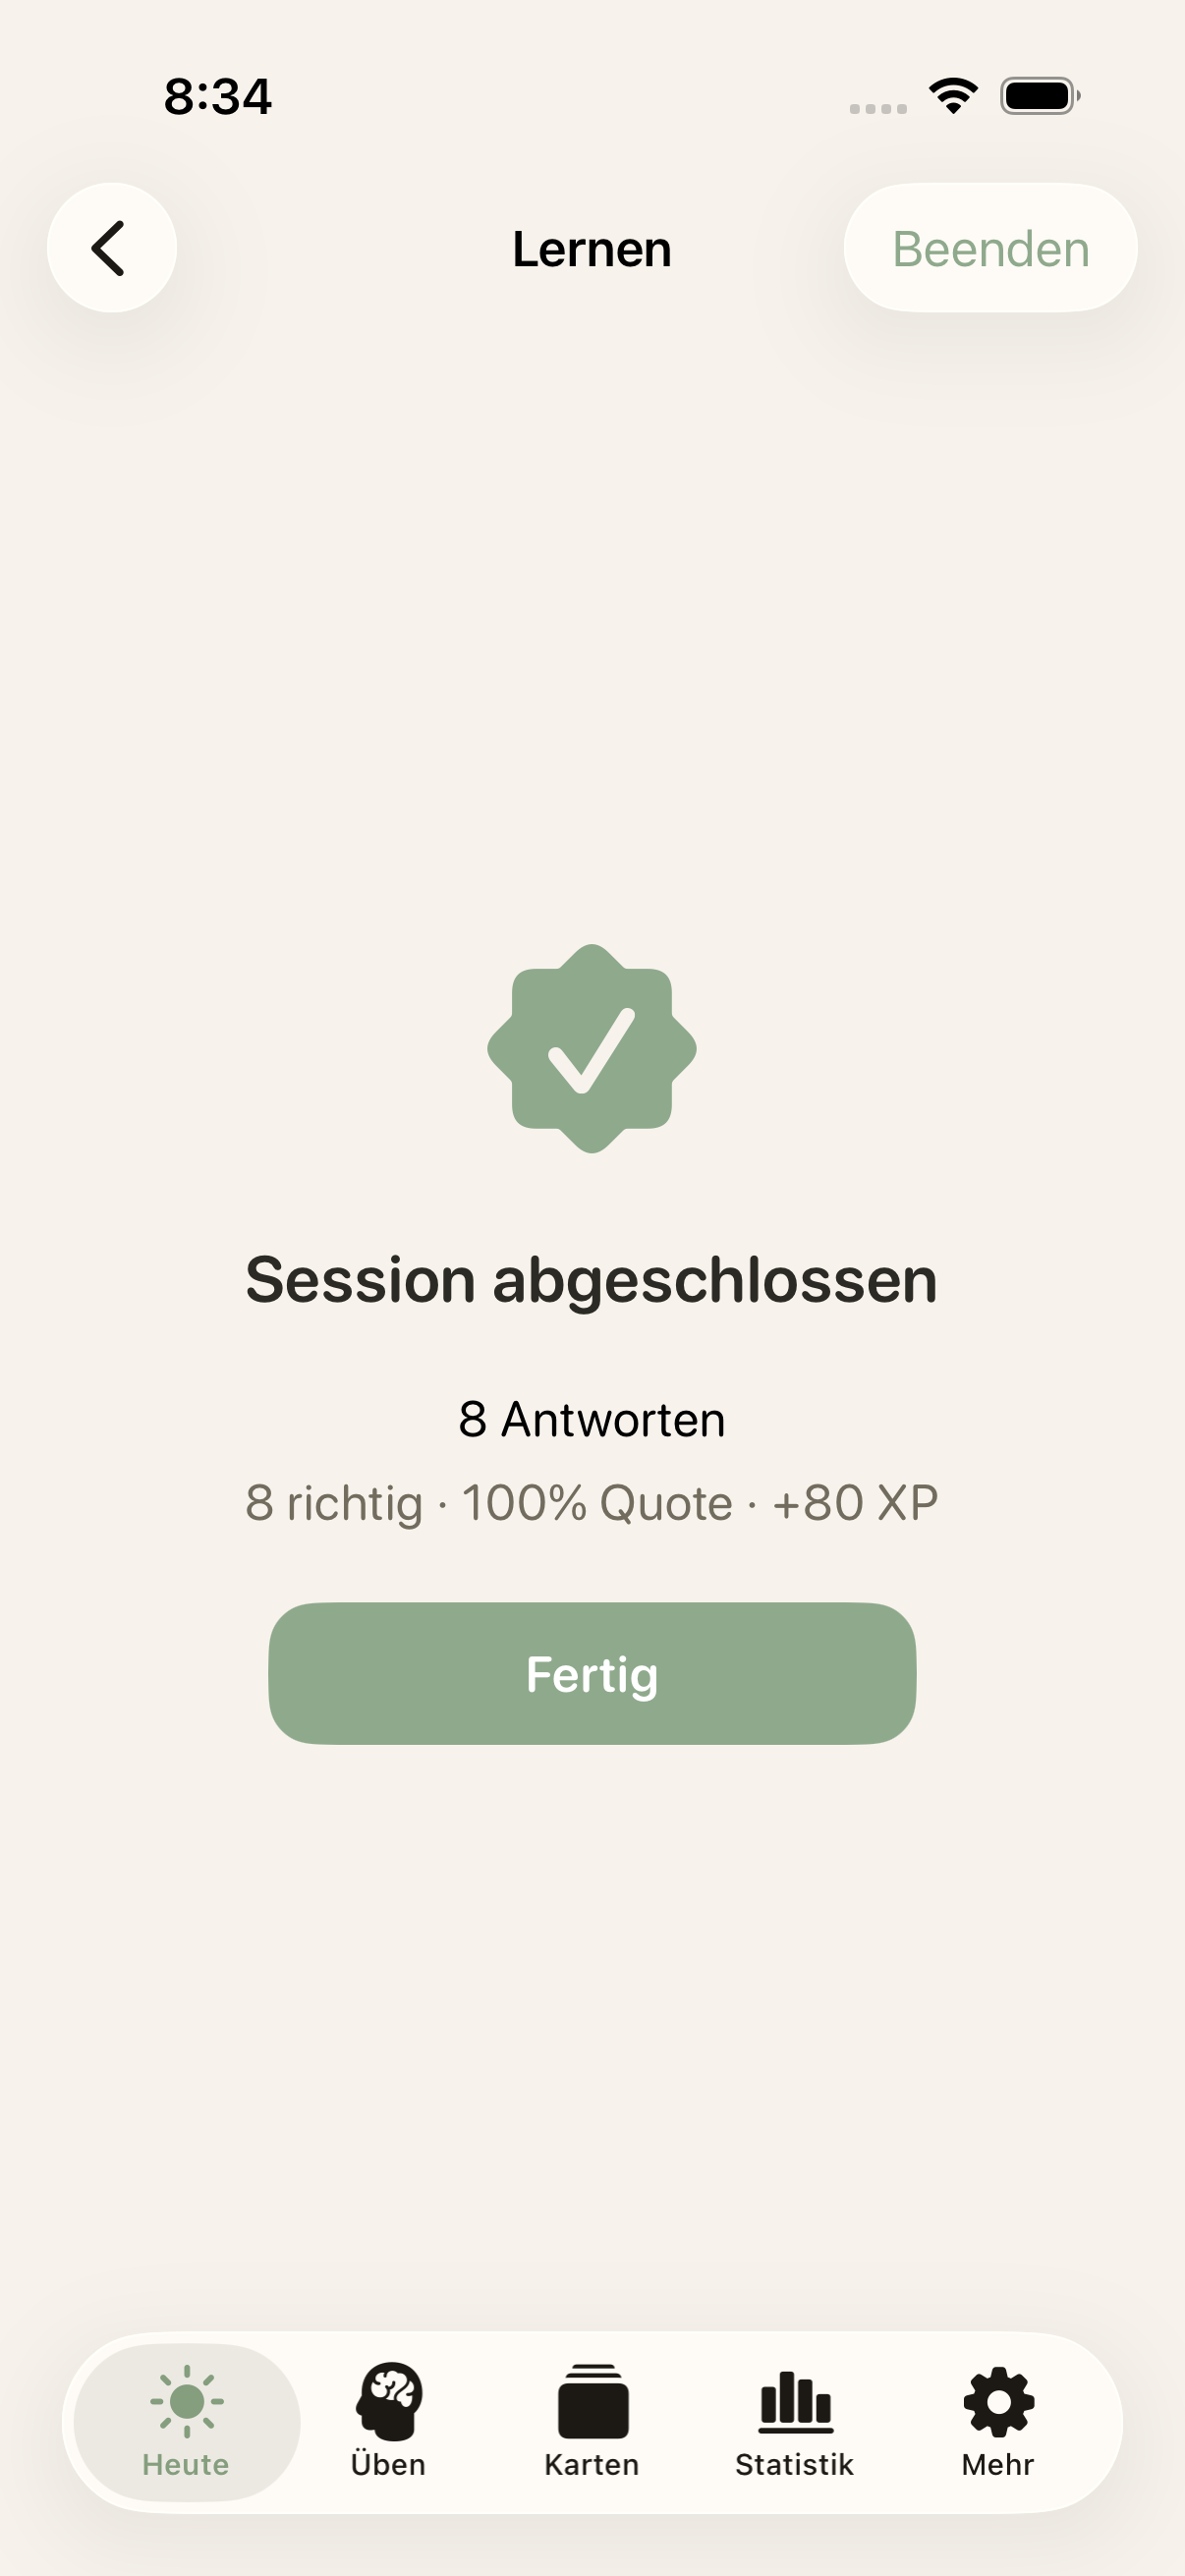 8:34
Lernen
Beenden
Session abgeschlossen
8 Antworten
8 richtig · 100% Quote · +80 XP
Fertig
Heute
Üben
Karten
Statistik
Mehr